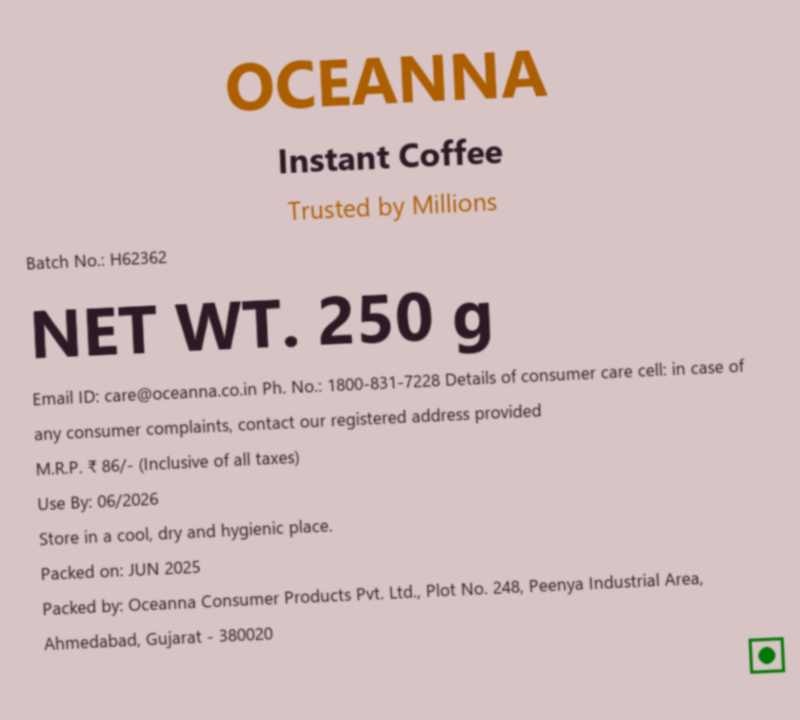 OCEANNA
Instant Coffee
Trusted by Millions
Batch No.: H62362
NET WT. 250 g
Email ID: care@oceanna.co.in Ph. No.: 1800-831-7228 Details of consumer care cell: in case of
any consumer complaints, contact our registered address provided
M.R.P. ₹ 86/- (Inclusive of all taxes)
Use By: 06/2026
Store in a cool, dry and hygienic place.
Packed on: JUN 2025
Packed by: Oceanna Consumer Products Pvt. Ltd., Plot No. 248, Peenya Industrial Area,
Ahmedabad, Gujarat - 380020